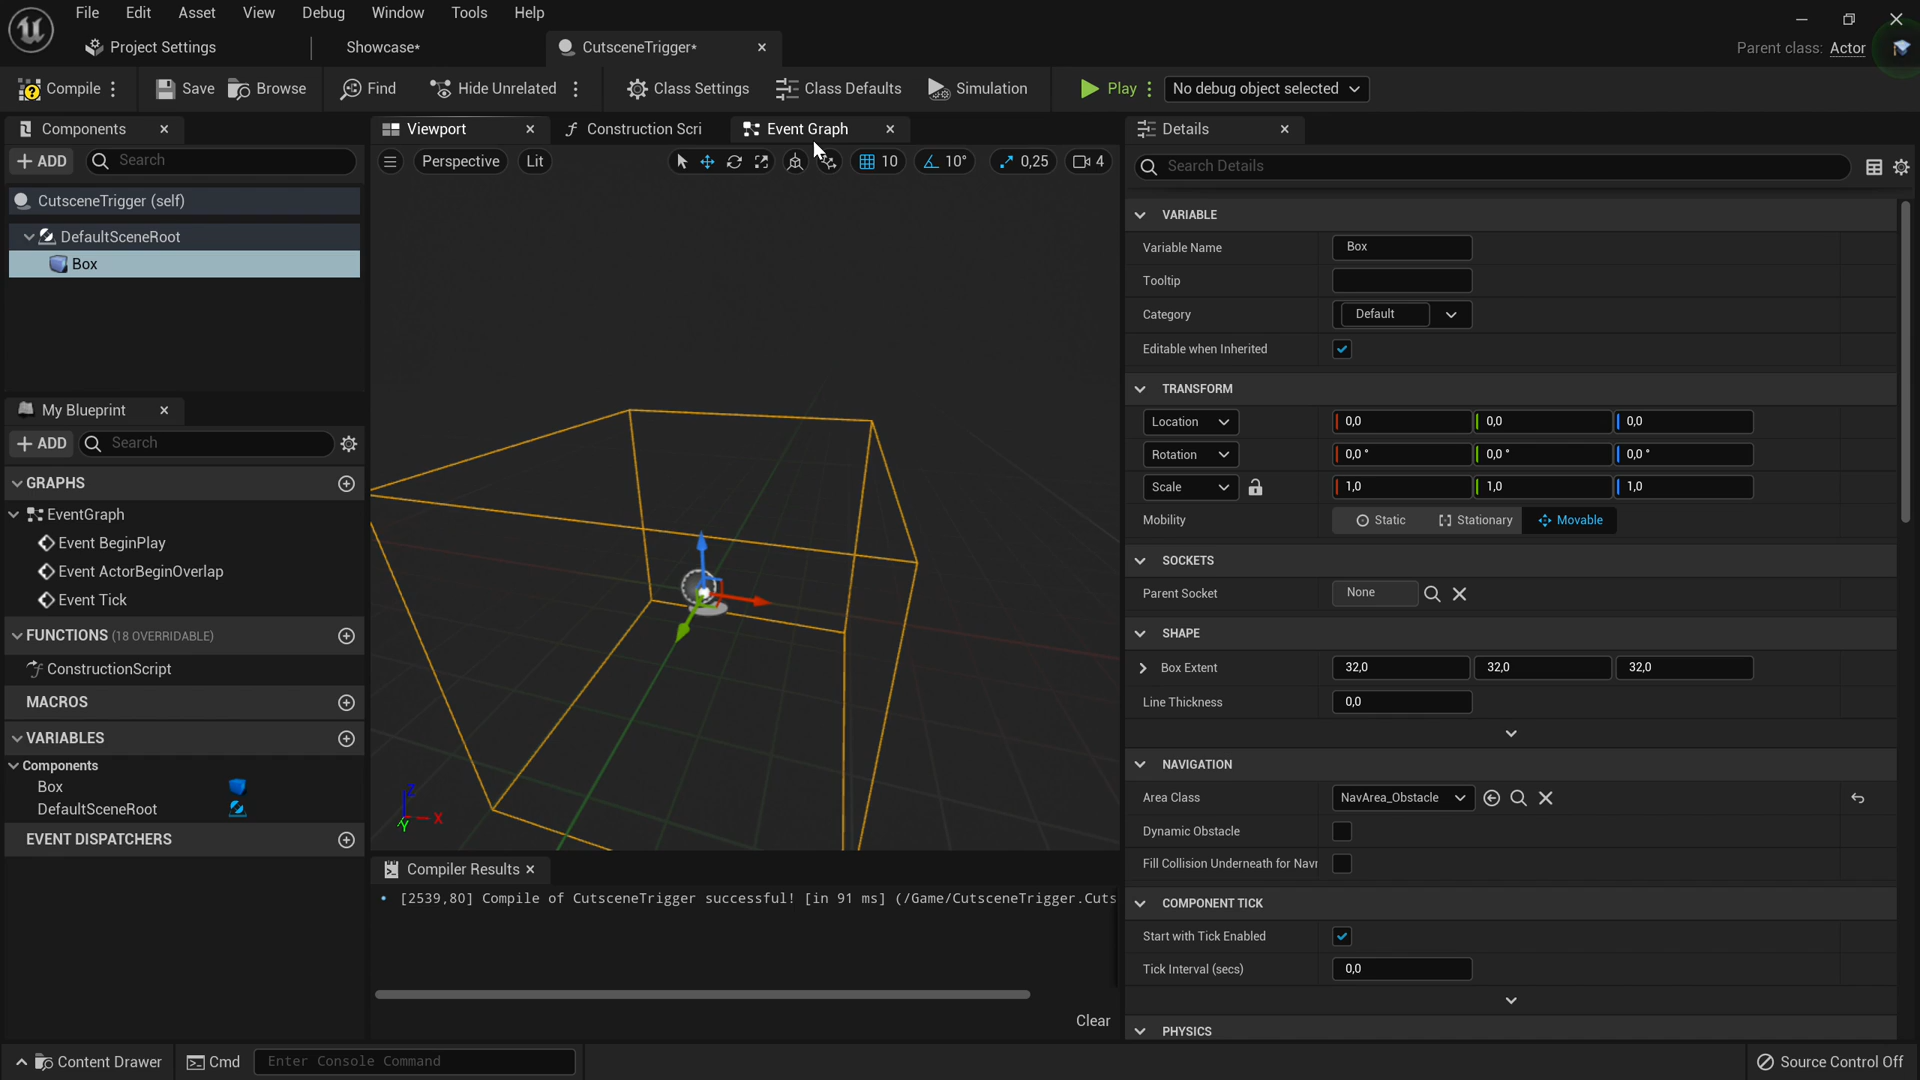 File Edit Asset View Debug Window Tools Help
Project Settings Showcase* CutsceneTrigger* Parent class: Actor
Compile Save Browse Find Hide Unrelated Class Settings Class Defaults Simulation Play No debug object selected
Components
ADD Search
CutsceneTrigger (self)
DefaultSceneRoot
Box
My Blueprint
ADD Search
GRAPHS
EventGraph
Event BeginPlay
Event ActorBeginOverlap
Event Tick
FUNCTIONS (18 OVERRIDABLE)
ConstructionScript
MACROS
VARIABLES
Components
Box
DefaultSceneRoot
EVENT DISPATCHERS
Viewport Construction Scri Event Graph
Perspective Lit 10 10° 0,25 4
Z
X
Y
Compiler Results
• [2539,80] Compile of CutsceneTrigger successful! [in 91 ms] (/Game/CutsceneTrigger.Cuts
Clear
Details
Search Details
VARIABLE
Variable Name Box
Tooltip
Category Default
Editable when Inherited
TRANSFORM
Location 0,0 0,0 0,0
Rotation 0,0 ° 0,0 ° 0,0 °
Scale 1,0 1,0 1,0
Mobility Static Stationary Movable
SOCKETS
Parent Socket None
SHAPE
Box Extent 32,0 32,0 32,0
Line Thickness 0,0
NAVIGATION
Area Class NavArea_Obstacle
Dynamic Obstacle
Fill Collision Underneath for Navr
COMPONENT TICK
Start with Tick Enabled
Tick Interval (secs) 0,0
PHYSICS
Content Drawer Cmd Enter Console Command Source Control Off